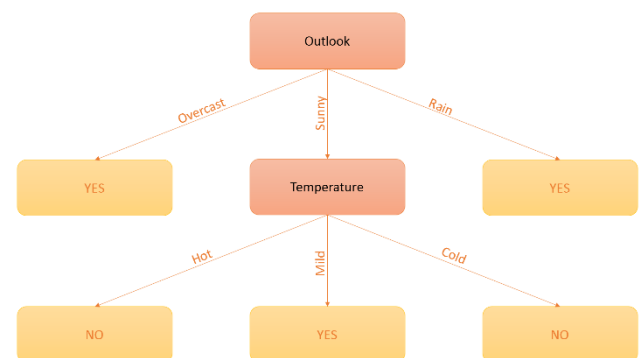 Outlook
Overcast
Sunny
Rain
YES
Temperature
YES
Hot
Mild
Cold
NO
YES
NO